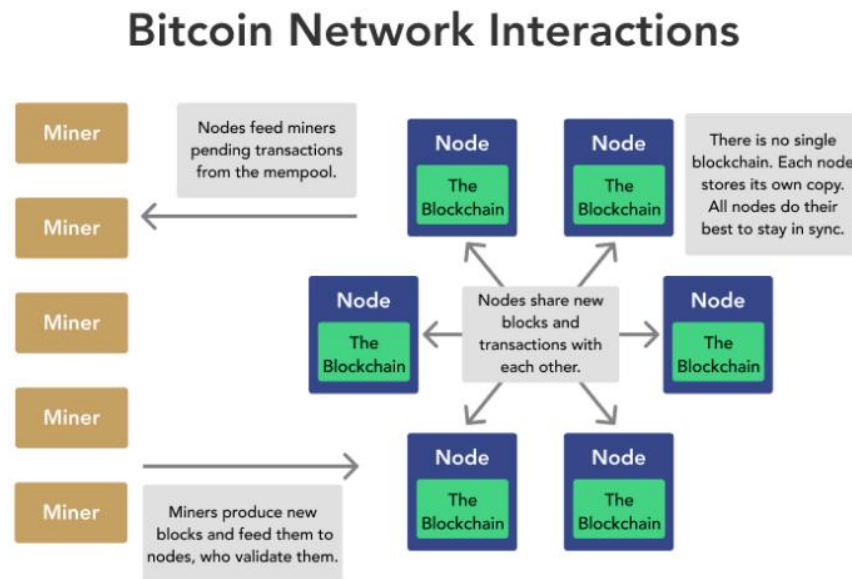 Bitcoin Network Interactions
Miner
Miner
Miner
Miner
Miner
Nodes feed miners
pending transactions
from the mempool.
Node
The
Blockchain
Node
The
Blockchain
There is no single
blockchain. Each node
stores its own copy.
All nodes do their
best to stay in sync.
Node
The
Blockchain
Nodes share new
blocks and
transactions with
each other.
Node
The
Blockchain
Node
The
Blockchain
Node
The
Blockchain
Miners produce new
blocks and feed them to
nodes, who validate them.